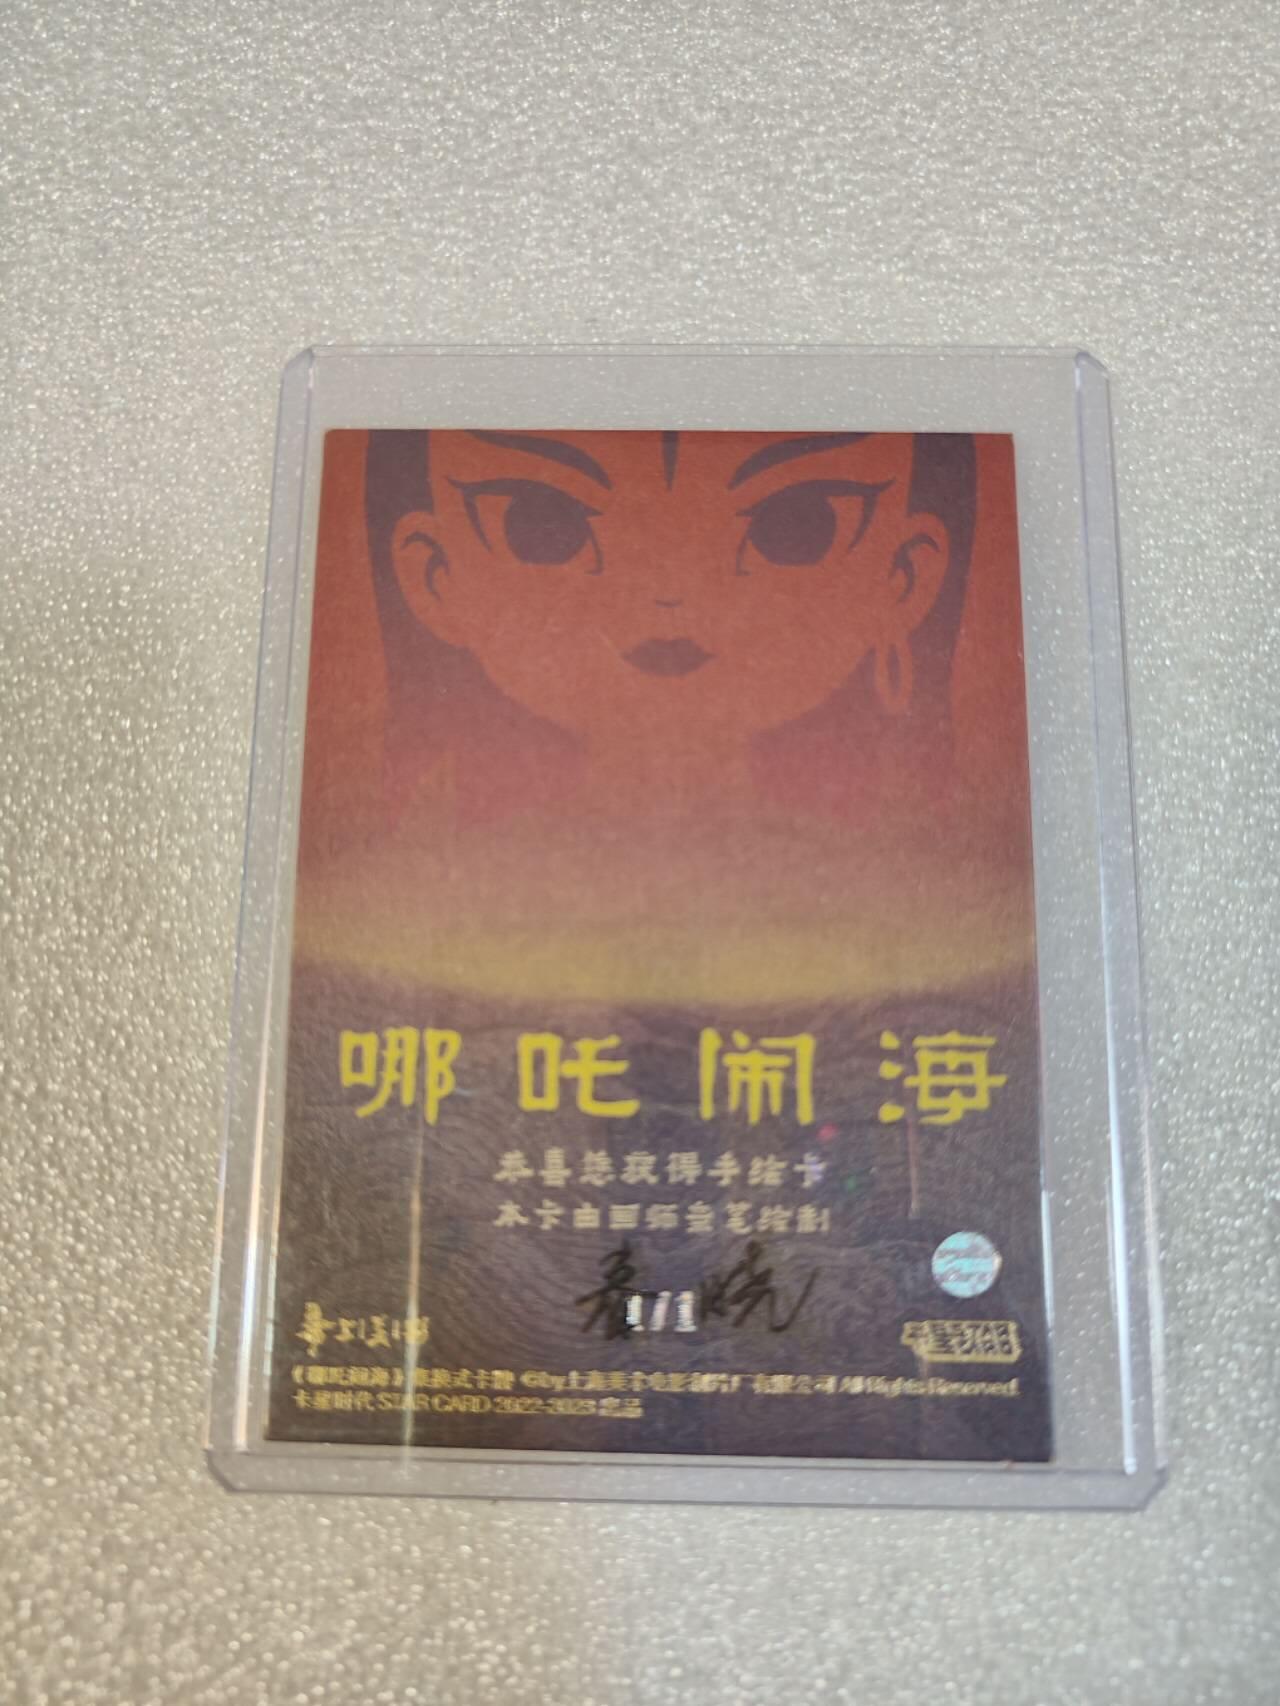 哪吒闹海
恭喜您获得手绘卡
本卡由画师亲笔绘制
1/1
《哪吒闹海》收藏式卡牌 ©by上海美术电影制片厂有限公司 All Rights Reserved.
卡星时代 STAR CARD 2022-2023 出品